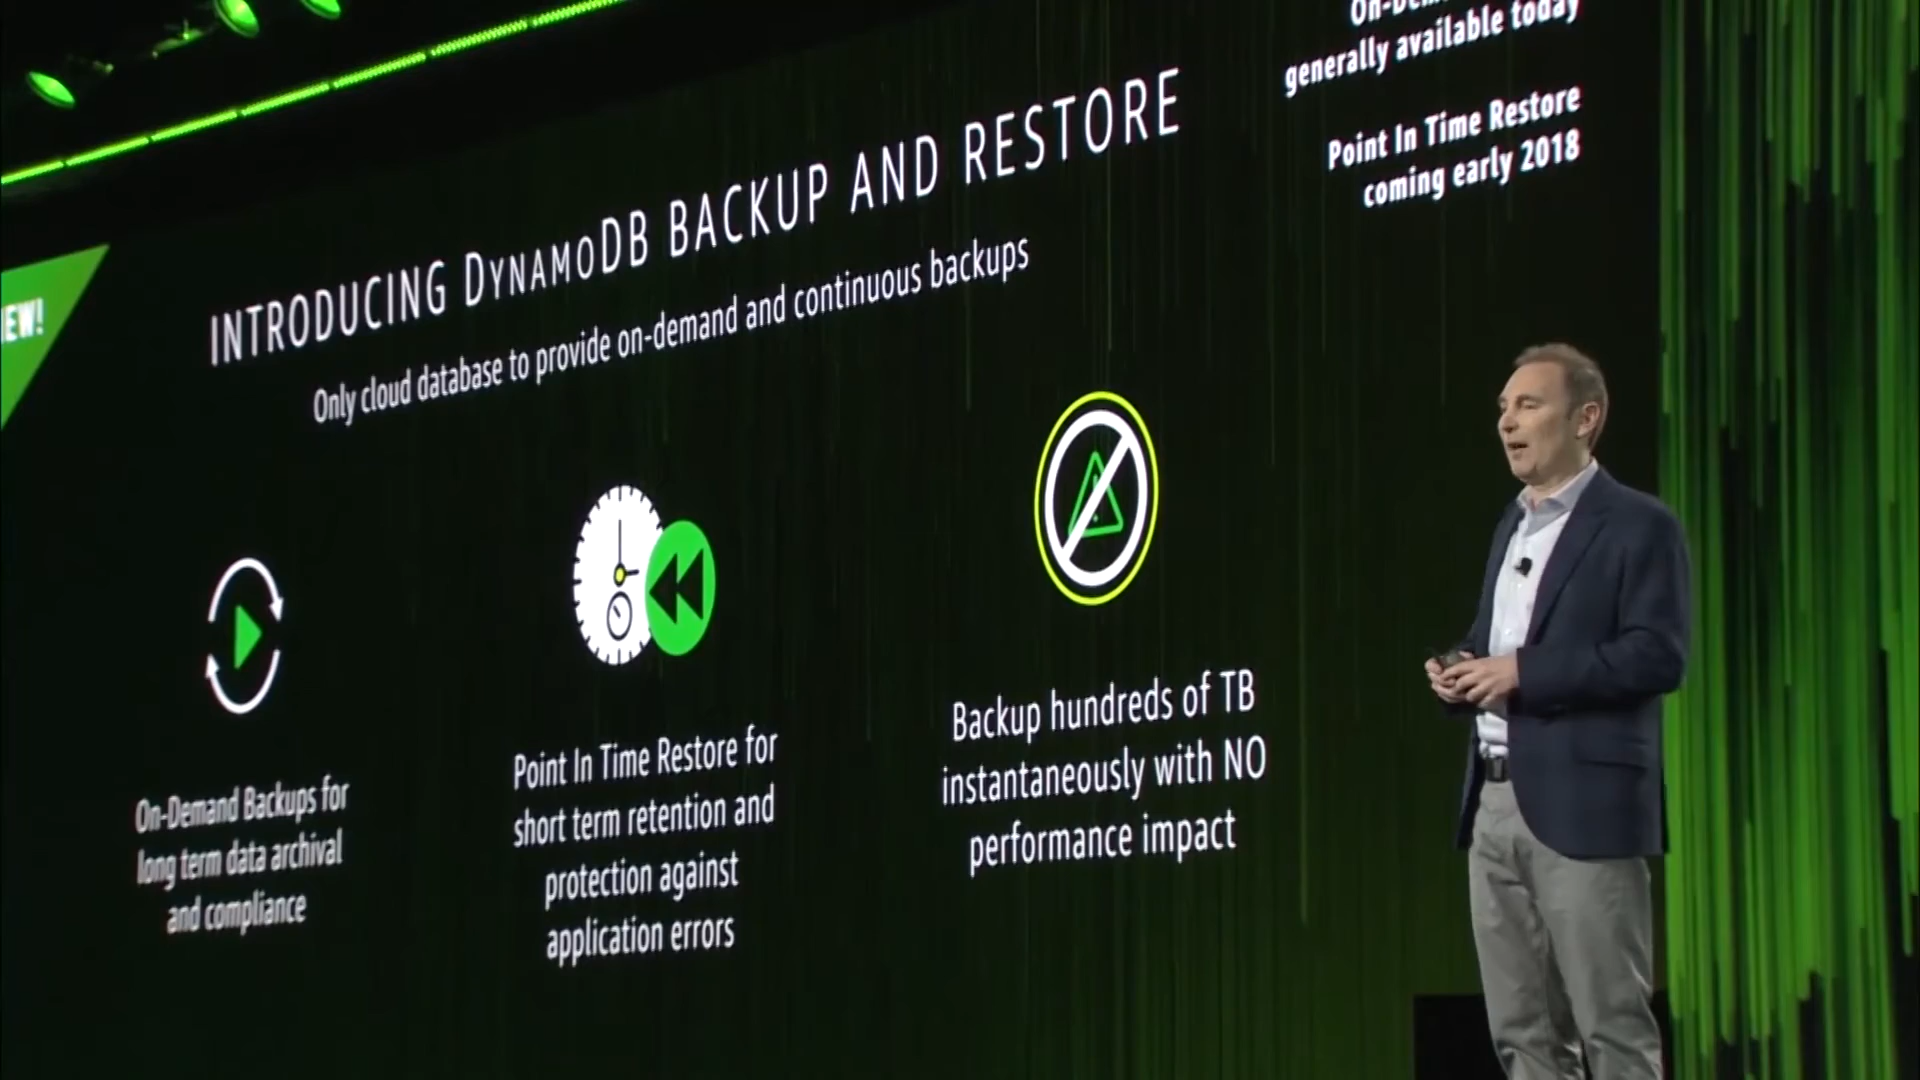 generally available today
Point In Time Restore
coming early 2018
INTRODUCING DYNAMODB BACKUP AND RESTORE
Only cloud database to provide on-demand and continuous backups
On-Demand Backups for
long term data archival
and compliance
Point In Time Restore for
short term retention and
protection against
application errors
Backup hundreds of TB
instantaneously with NO
performance impact